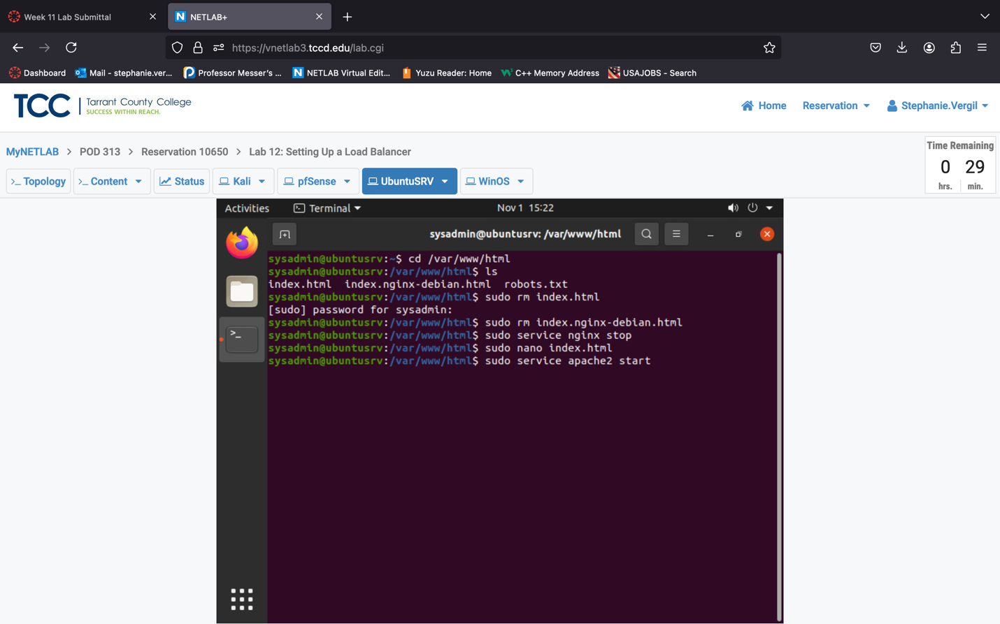 Week 11 Lab Submittal
NETLAB+
https://vnetlab3.tccd.edu/lab.cgi
Dashboard
Mail - stephanie.ver...
Professor Messer's ...
NETLAB Virtual Edit...
Yuzu Reader: Home
C++ Memory Address
USAJOBS - Search
TCC
Tarrant County College
SUCCESS WITHIN REACH.
Home
Reservation
Stephanie.Vergil
MyNETLAB > POD 313 > Reservation 10650 > Lab 12: Setting Up a Load Balancer
Time Remaining
0 29
hrs. min.
>_ Topology
>_ Content
Status
Kali
pfSense
UbuntuSRV
WinOS
Activities
Terminal
Nov 1 15:22
sysadmin@ubuntusrv: /var/www/html
sysadmin@ubuntusrv:~$ cd /var/www/html
sysadmin@ubuntusrv:/var/www/html$ ls
index.html index.nginx-debian.html robots.txt
sysadmin@ubuntusrv:/var/www/html$ sudo rm index.html
[sudo] password for sysadmin:
sysadmin@ubuntusrv:/var/www/html$ sudo rm index.nginx-debian.html
sysadmin@ubuntusrv:/var/www/html$ sudo service nginx stop
sysadmin@ubuntusrv:/var/www/html$ sudo nano index.html
sysadmin@ubuntusrv:/var/www/html$ sudo service apache2 start